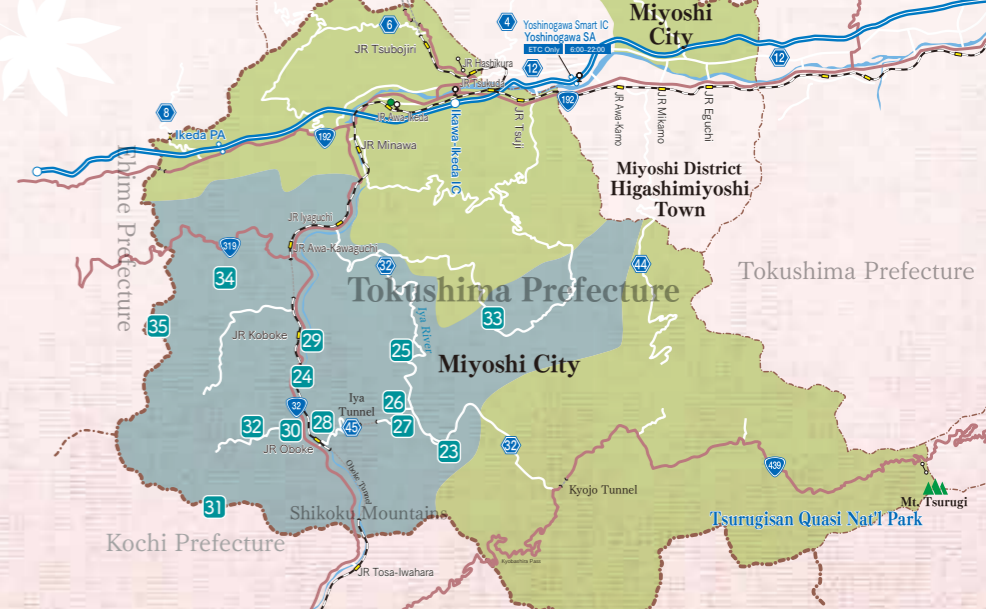 Miyoshi
City
6
4
Yoshinogawa Smart IC
Yoshinogawa SA
ETC Only
6:00-22:00
JR Tsubojiri
JR Hashikura
12
12
JR Tsukuda
8
JR Awa-Ikeda
192
Ikeda PA
192
Ikawa-Ikeda IC
JR Tsuji
JR Awa-Kamo
JR Mikamo
JR Eguchi
JR Minawa
Ehime Prefecture
Miyoshi District
Higashimiyoshi
Town
JR Iyaguchi
319
JR Awa-Kawaguchi
32
44
Tokushima Prefecture
34
Tokushima Prefecture
Iya River
33
35
JR Koboke
29
25
Miyoshi City
24
26
Iya
Tunnel
32
32
30
28
45
27
23
32
JR Oboke
Oboke Tunnel
439
Kyojo Tunnel
31
Shikoku Mountains
Mt. Tsurugi
Tsurugisan Quasi Nat'l Park
Kochi Prefecture
JR Tosa-Iwahara